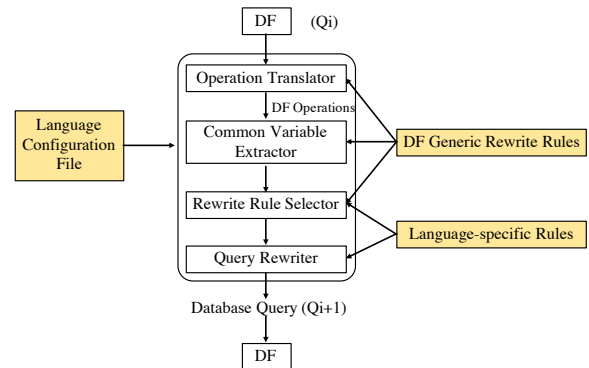 DF (Qi)
Operation Translator
DF Operations
Language
Configuration
File
Common Variable
Extractor
DF Generic Rewrite Rules
Rewrite Rule Selector
Language-specific Rules
Query Rewriter
Database Query (Qi+1)
DF